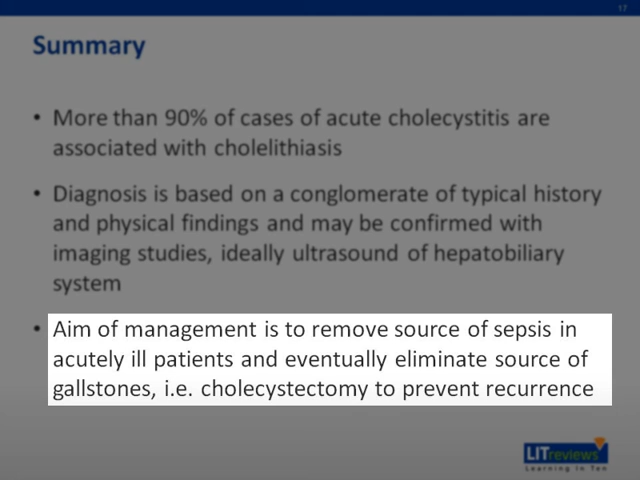 17
Summary
• More than 90% of cases of acute cholecystitis are
associated with cholelithiasis
• Diagnosis is based on a conglomerate of typical history
and physical findings and may be confirmed with
imaging studies, ideally ultrasound of hepatobiliary
system
• Aim of management is to remove source of sepsis in
acutely ill patients and eventually eliminate source of
gallstones, i.e. cholecystectomy to prevent recurrence
LITreviews
Learning In Ten